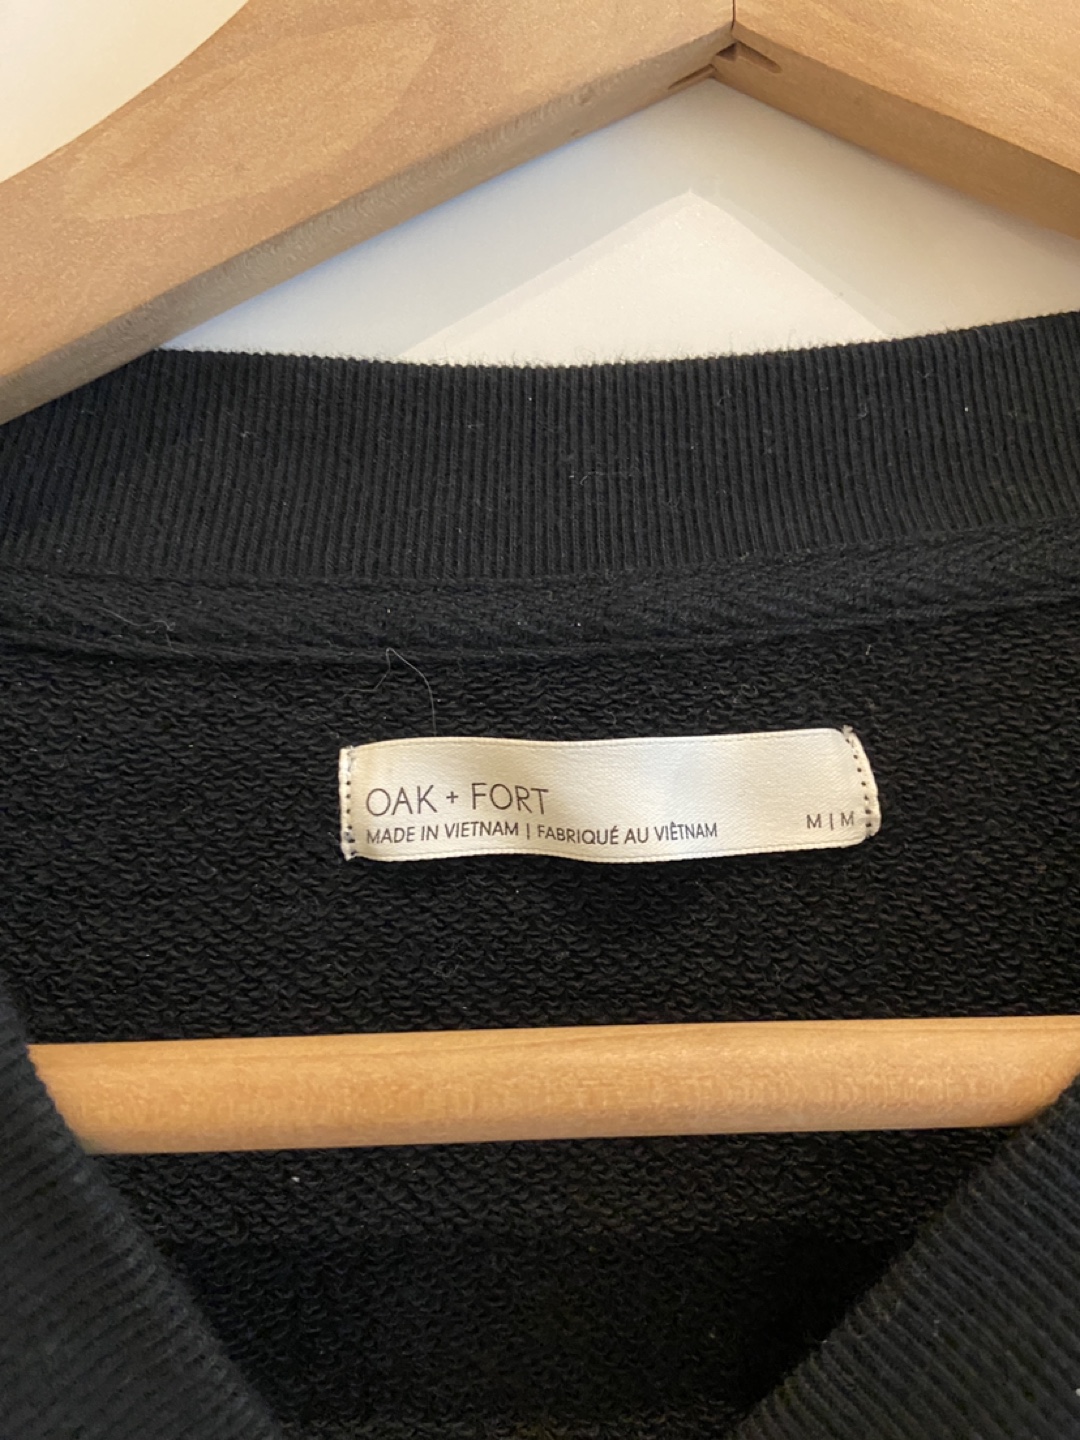 OAK + FORT
MADE IN VIETNAM | FABRIQUÉ AU VIÊTNAM
M | M